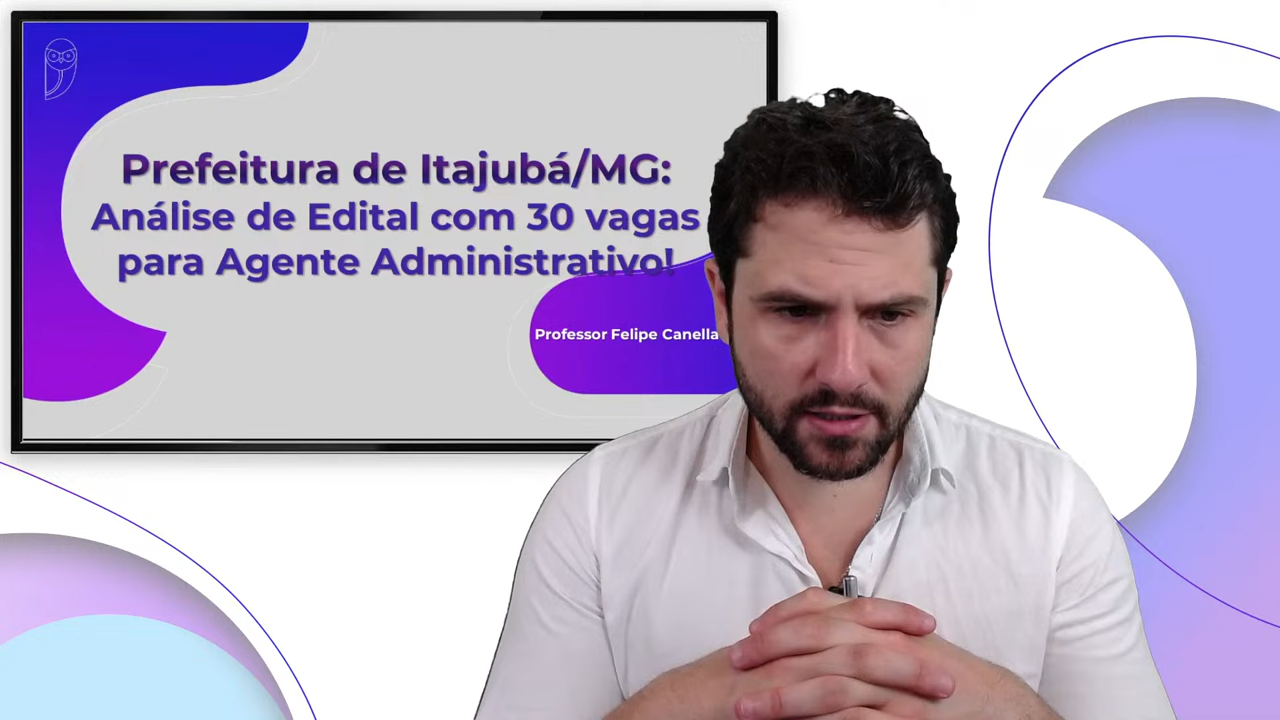 Prefeitura de Itajubá/MG:
Análise de Edital com 30 vagas
para Agente Administrativo!
Professor Felipe Canella